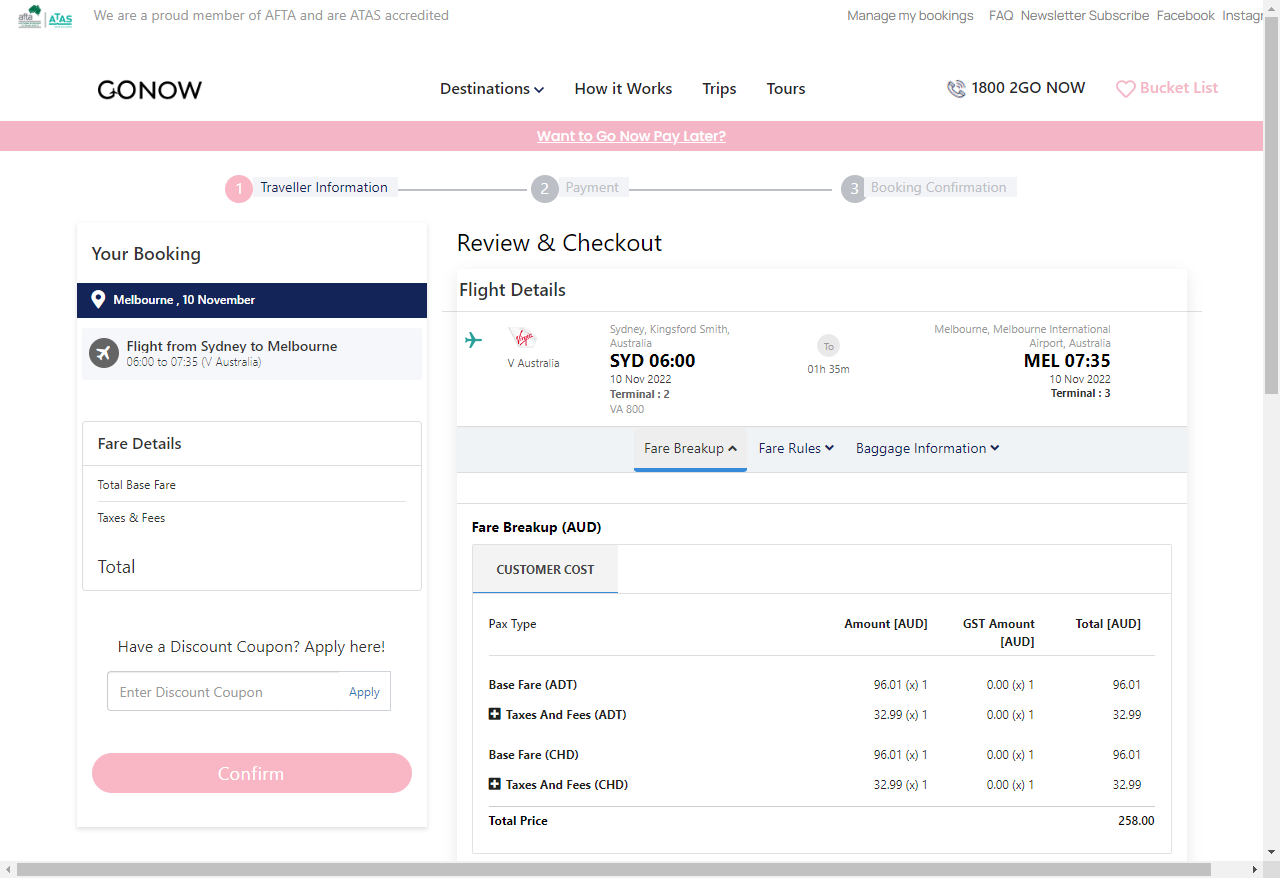 afta ATAS We are a proud member of AFTA and are ATAS accredited Manage my bookings FAQ Newsletter Subscribe Facebook Instagr
GONOW Destinations How it Works Trips Tours 1800 2GO NOW Bucket List
Want to Go Now Pay Later?
1 Traveller Information 2 Payment 3 Booking Confirmation
Your Booking
Melbourne , 10 November
Flight from Sydney to Melbourne
06:00 to 07:35 (V Australia)
Fare Details
Total Base Fare
Taxes & Fees
Total
Have a Discount Coupon? Apply here!
Enter Discount Coupon Apply
Confirm
Review & Checkout
Flight Details
Virgin
V Australia
Sydney, Kingsford Smith,
Australia
SYD 06:00
10 Nov 2022
Terminal : 2
VA 800
To
01h 35m
Melbourne, Melbourne International
Airport, Australia
MEL 07:35
10 Nov 2022
Terminal : 3
Fare Breakup Fare Rules Baggage Information
Fare Breakup (AUD)
CUSTOMER COST
Pax Type Amount [AUD] GST Amount [AUD] Total [AUD]
Base Fare (ADT) 96.01 (x) 1 0.00 (x) 1 96.01
Taxes And Fees (ADT) 32.99 (x) 1 0.00 (x) 1 32.99
Base Fare (CHD) 96.01 (x) 1 0.00 (x) 1 96.01
Taxes And Fees (CHD) 32.99 (x) 1 0.00 (x) 1 32.99
Total Price 258.00